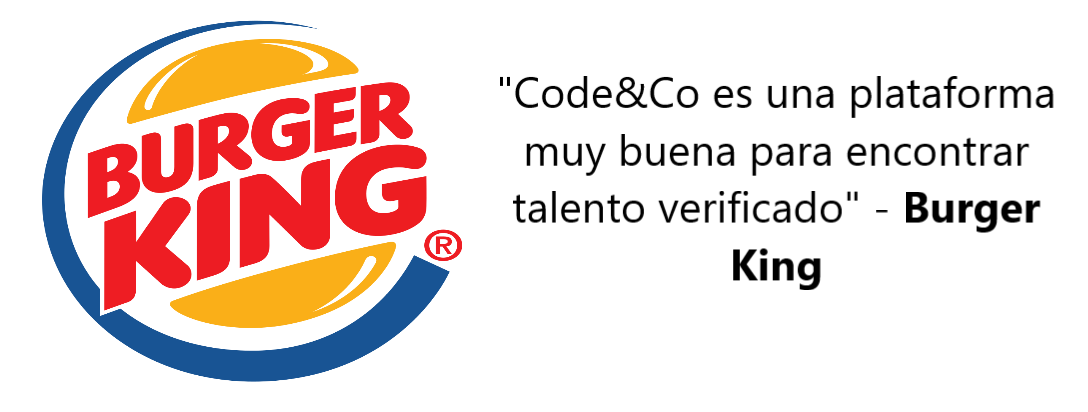 BURGER
KING
®
"Code&Co es una plataforma
muy buena para encontrar
talento verificado" - Burger
King